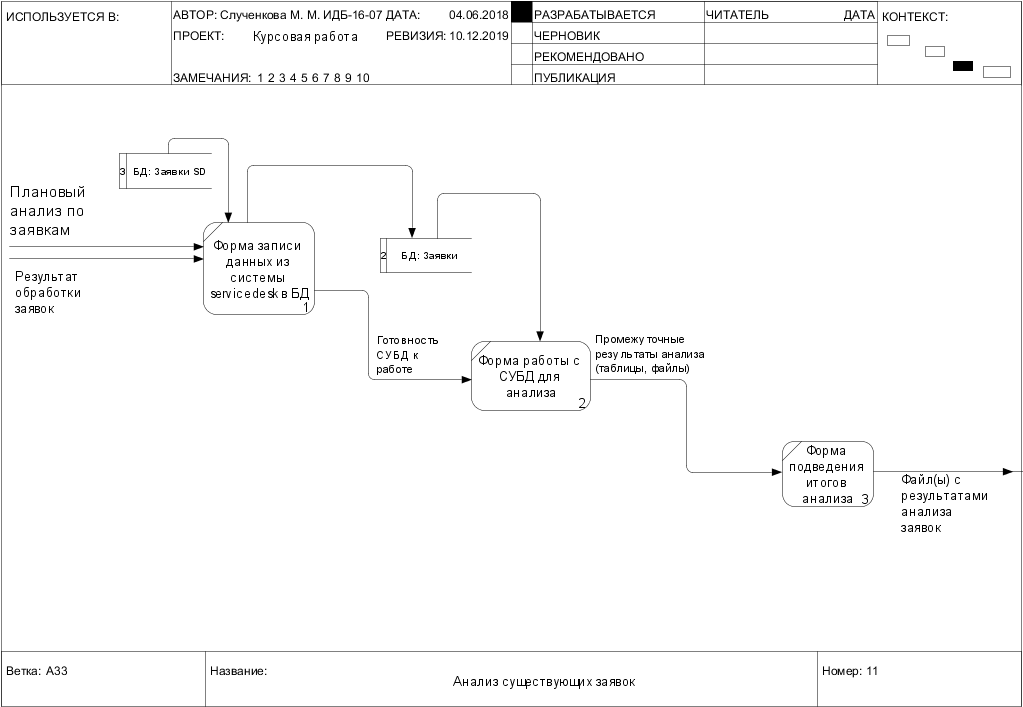 ИСПОЛЬЗУЕТСЯ В:
АВТОР: Слученкова М. М. ИДБ-16-07 ДАТА: 04.06.2018
ПРОЕКТ: Курсовая работа РЕВИЗИЯ: 10.12.2019
ЗАМЕЧАНИЯ: 1 2 3 4 5 6 7 8 9 10
РАЗРАБАТЫВАЕТСЯ
ЧЕРНОВИК
РЕКОМЕНДОВАНО
ПУБЛИКАЦИЯ
ЧИТАТЕЛЬ ДАТА
КОНТЕКСТ:
3 БД: Заявки SD
Плановый
анализ по
заявкам
Результат
обработки
заявок
Форма записи
данных из
системы
servicedesk в БД
1
2 БД: Заявки
Готовность
СУБД к
работе
Форма работы с
СУБД для
анализа
2
Промежуточные
результаты анализа
(таблицы, файлы)
Форма
подведения
итогов
анализа 3
Файл(ы) с
результатами
анализа
заявок
Ветка: A33
Название:
Анализ существующих заявок
Номер: 11